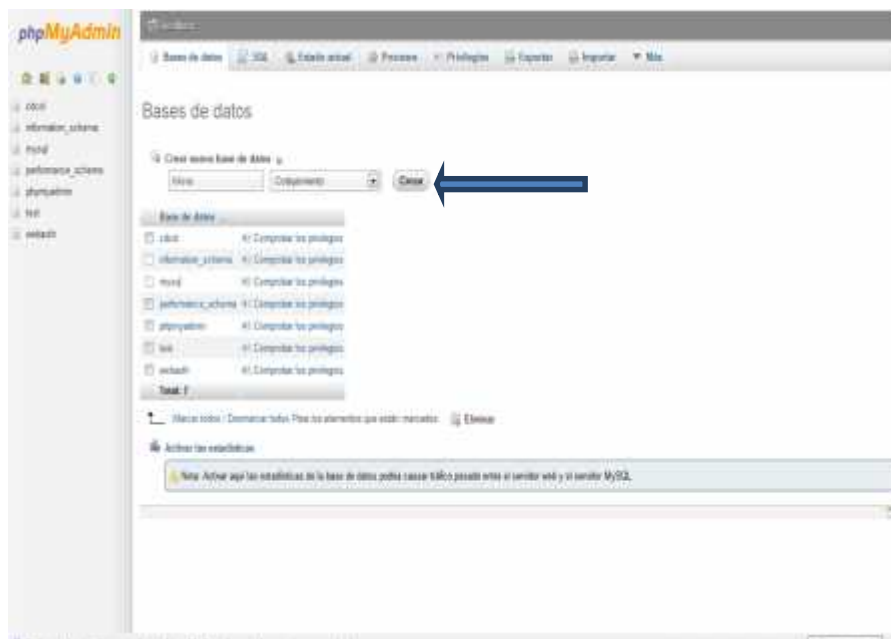 phpMyAdmin
Bases de datos SQL Estado actual Procesos Privilegios Exportar Importar Más
cdcol
information_schema
mysql
performance_schema
phpmyadmin
test
webauth
Bases de datos
Crear nueva base de datos
Cotejamiento Crear
Base de datos
cdcol Comprobar los privilegios
information_schema Comprobar los privilegios
mysql Comprobar los privilegios
performance_schema Comprobar los privilegios
phpmyadmin Comprobar los privilegios
test Comprobar los privilegios
webauth Comprobar los privilegios
Total: 7
Marcar todos / Desmarcar todos Para los elementos que están marcados: Eliminar
Activar las estadísticas
Nota: Activar aquí las estadísticas de la base de datos podría causar tráfico pesado entre el servidor web y el servidor MySQL.